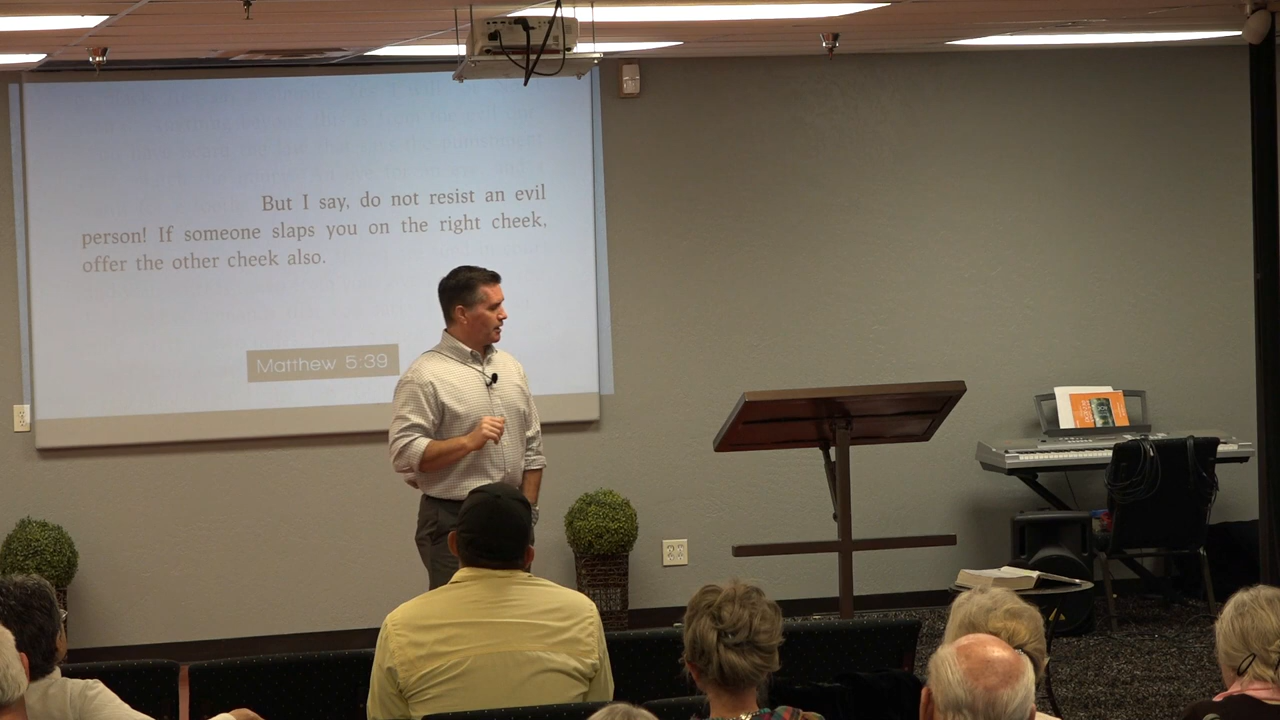 But I say, do not resist an evil
person! If someone slaps you on the right cheek,
offer the other cheek also.
Matthew 5:39